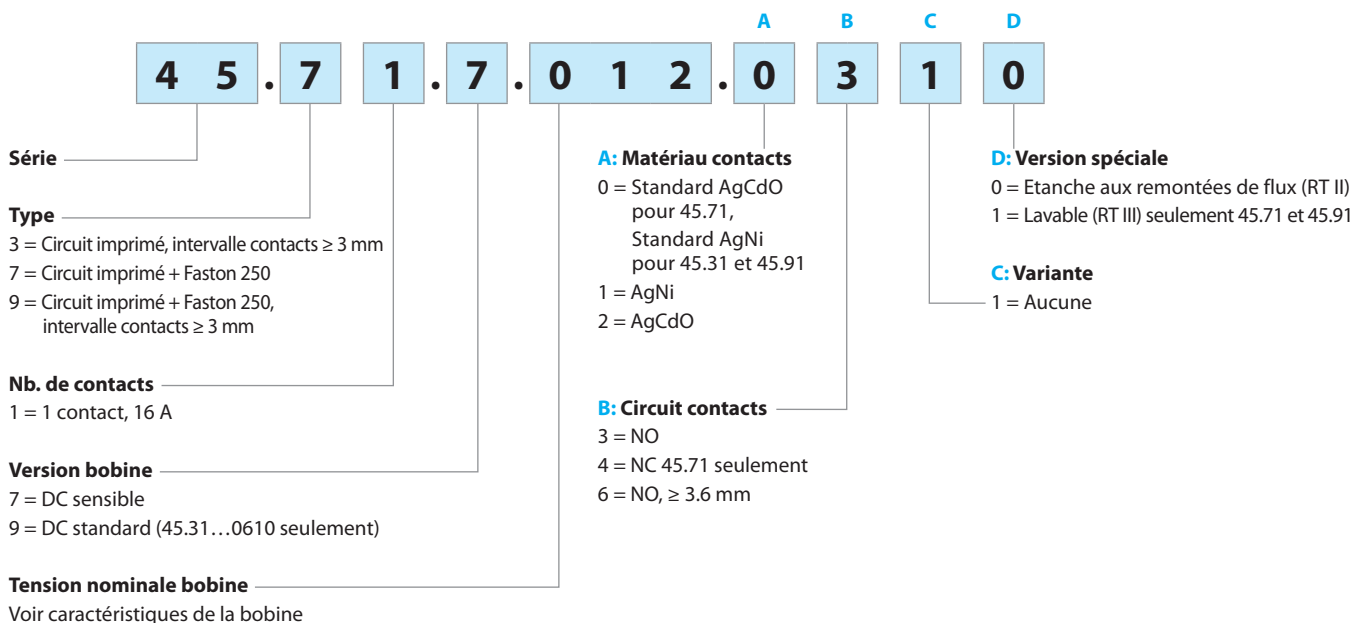 A B C D
4 5 . 7 1 . 7 . 0 1 2 . 0 3 1 0
Série
Type
3 = Circuit imprimé, intervalle contacts ≥ 3 mm
7 = Circuit imprimé + Faston 250
9 = Circuit imprimé + Faston 250,
intervalle contacts ≥ 3 mm
Nb. de contacts
1 = 1 contact, 16 A
Version bobine
7 = DC sensible
9 = DC standard (45.31…0610 seulement)
Tension nominale bobine
Voir caractéristiques de la bobine
A: Matériau contacts
0 = Standard AgCdO
pour 45.71,
Standard AgNi
pour 45.31 et 45.91
1 = AgNi
2 = AgCdO
B: Circuit contacts
3 = NO
4 = NC 45.71 seulement
6 = NO, ≥ 3.6 mm
D: Version spéciale
0 = Etanche aux remontées de flux (RT II)
1 = Lavable (RT III) seulement 45.71 et 45.91
C: Variante
1 = Aucune